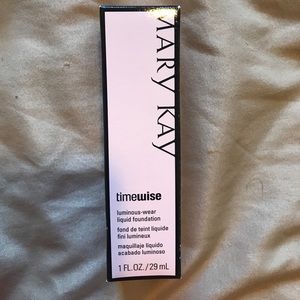 MARY KAY
timewise
luminous-wear
liquid foundation
fond de teint liquide
fini lumineux
maquillaje líquido
acabado luminoso
1 FL.OZ./29 mL